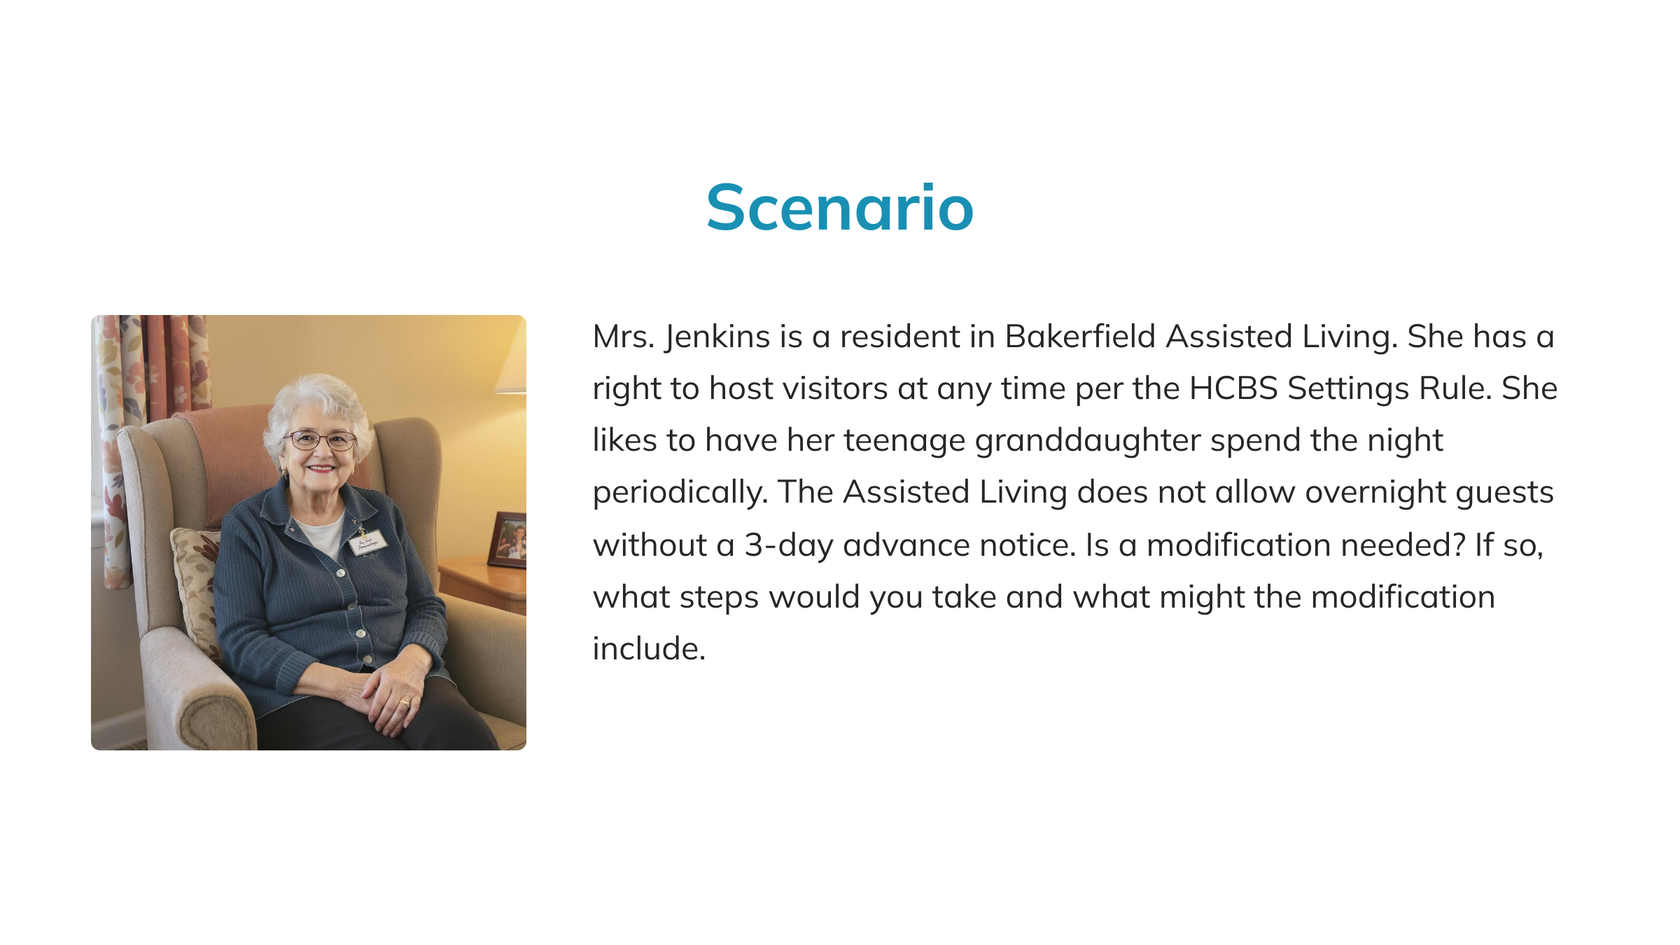 Scenario
Mrs. Jenkins is a resident in Bakerfield Assisted Living. She has a
right to host visitors at any time per the HCBS Settings Rule. She
likes to have her teenage granddaughter spend the night
periodically. The Assisted Living does not allow overnight guests
without a 3-day advance notice. Is a modification needed? If so,
what steps would you take and what might the modification
include.